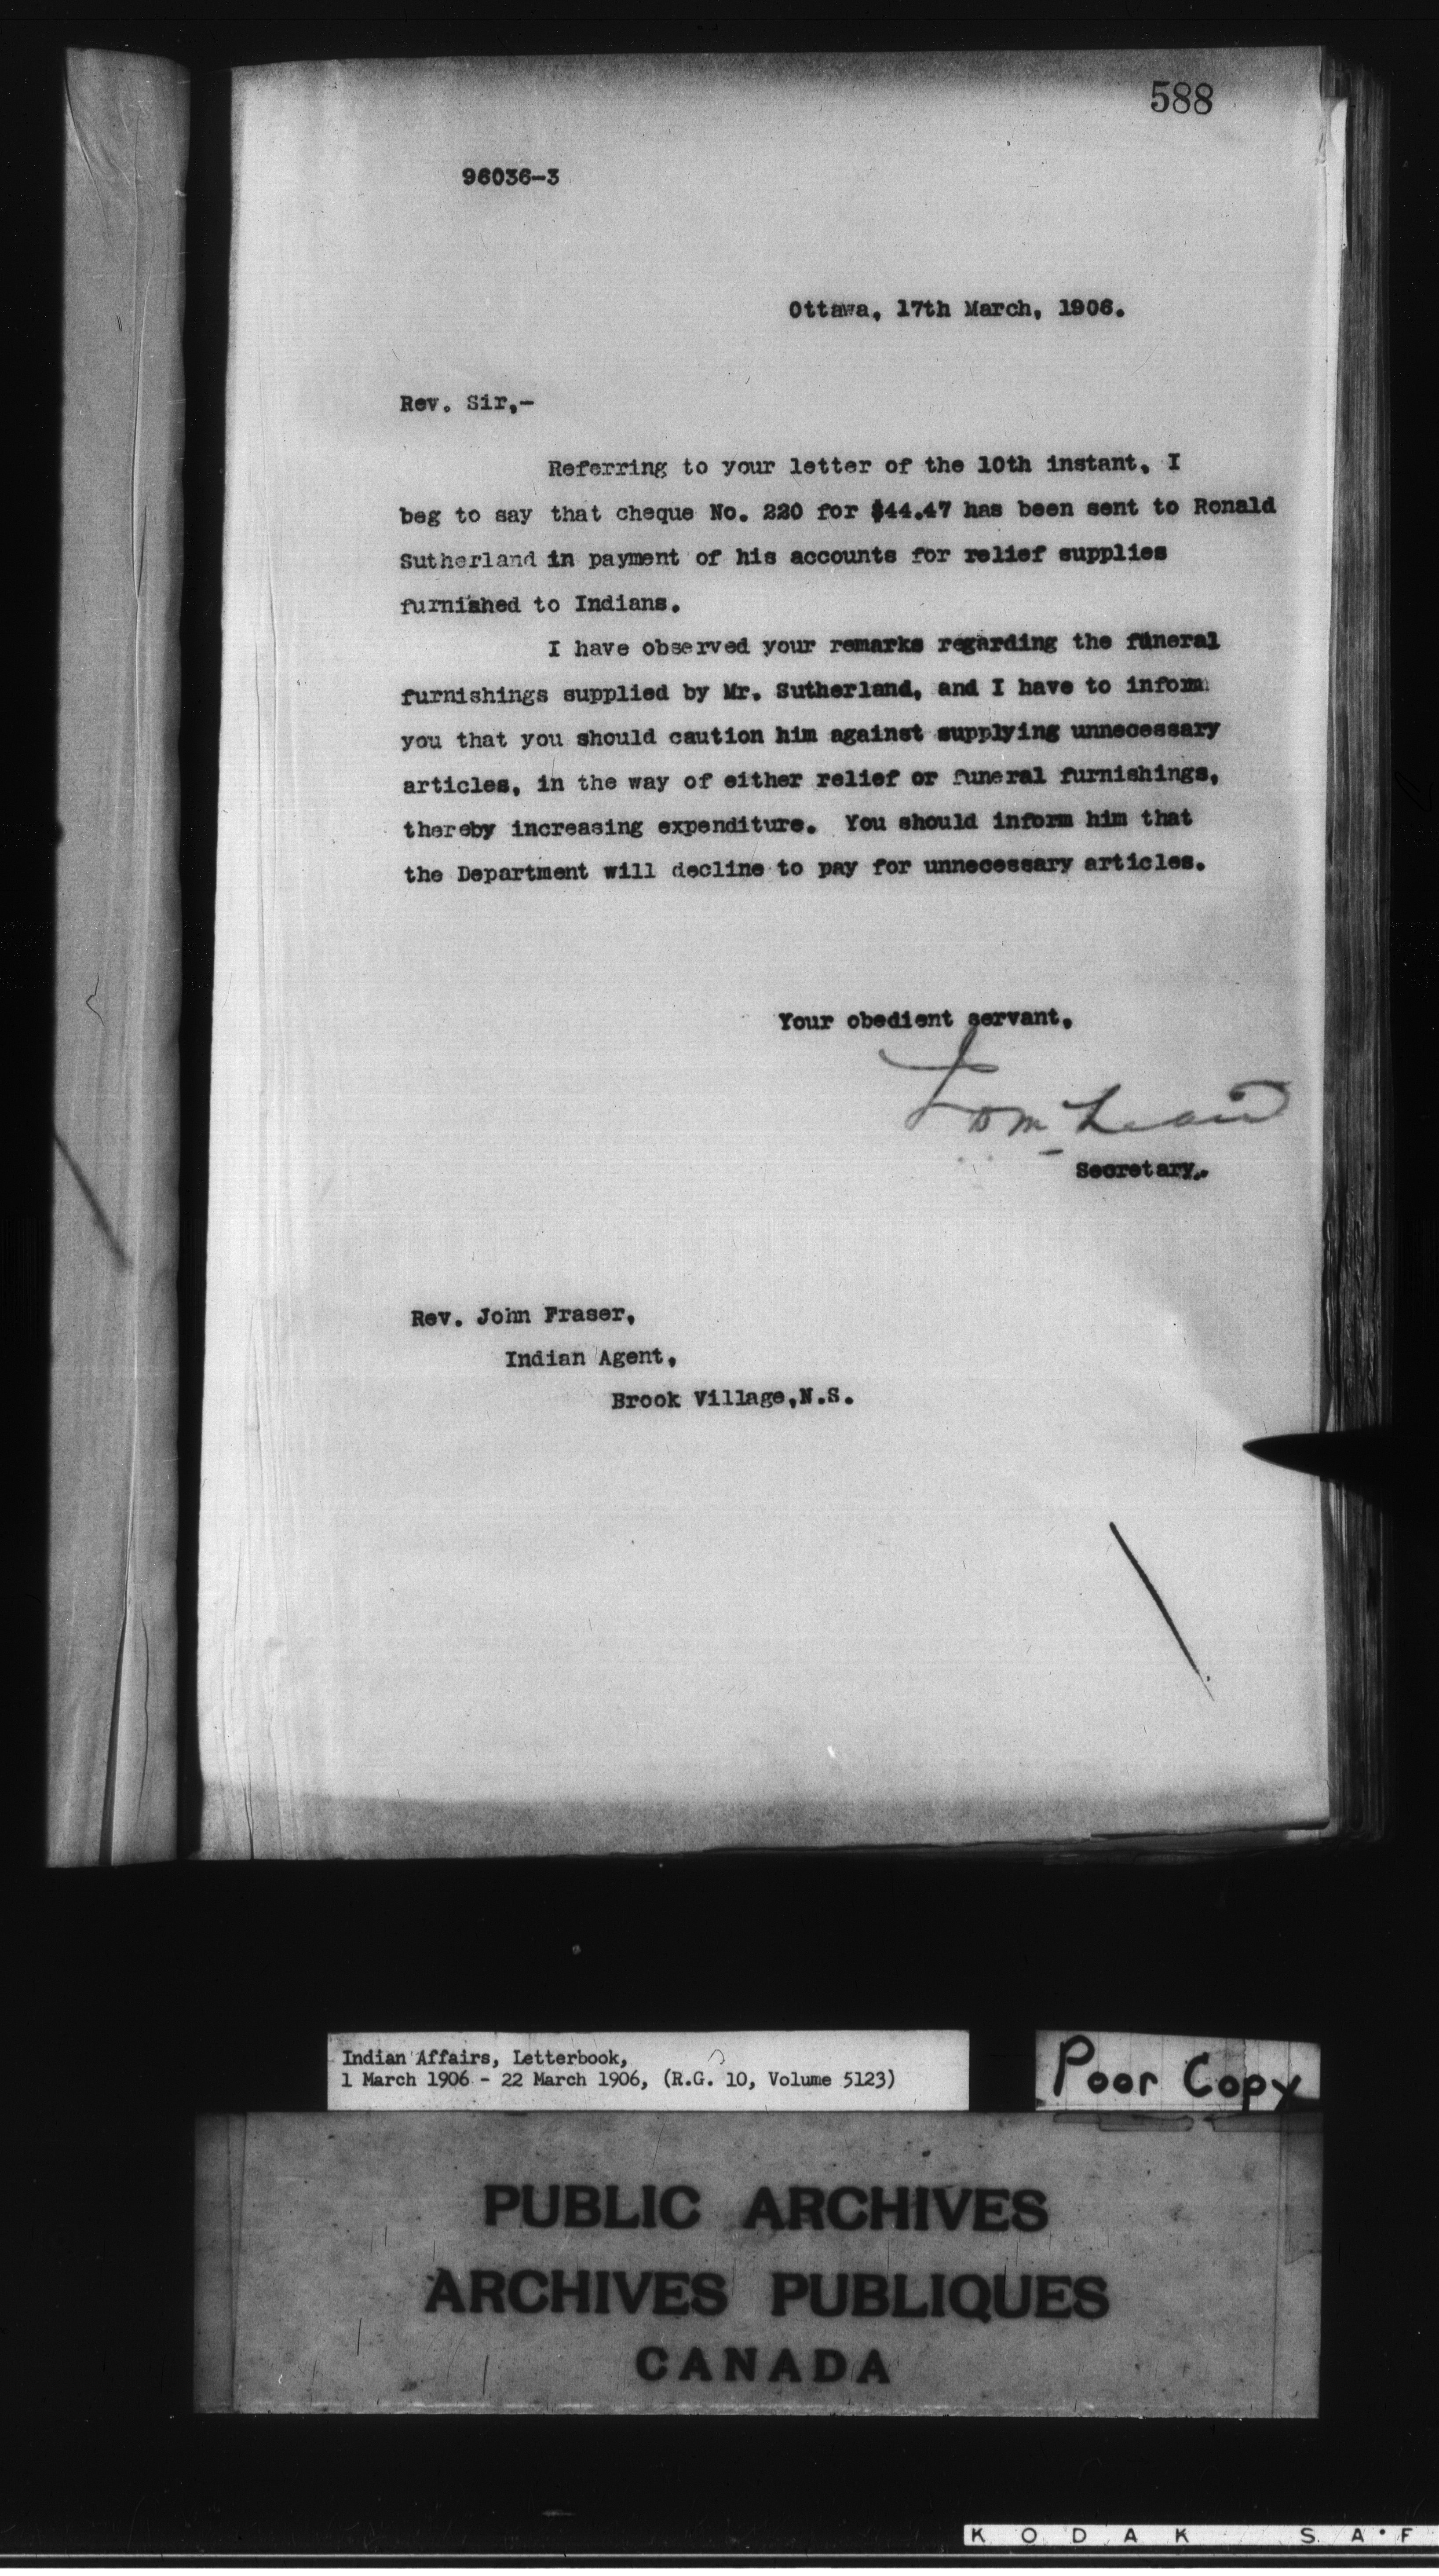 588
96036-3
Ottawa, 17th March, 1906.
Rev. Sir,-
Referring to your letter of the 10th instant, I
beg to say that cheque No. 220 for $44.47 has been sent to Ronald
Sutherland in payment of his accounts for relief supplies
furnished to Indians.
I have observed your remarks regarding the funeral
furnishings supplied by Mr. Sutherland, and I have to inform
you that you should caution him against supplying unnecessary
articles, in the way of either relief or funeral furnishings,
thereby increasing expenditure. You should inform him that
the Department will decline to pay for unnecessary articles.
Your obedient servant,
Secretary.
Rev. John Fraser,
Indian Agent,
Brook Village,N.S.
Indian Affairs, Letterbook,
1 March 1906 - 22 March 1906, (R.G. 10, Volume 5123)
Poor Copy
PUBLIC ARCHIVES
ARCHIVES PUBLIQUES
CANADA
KODAK SA·F